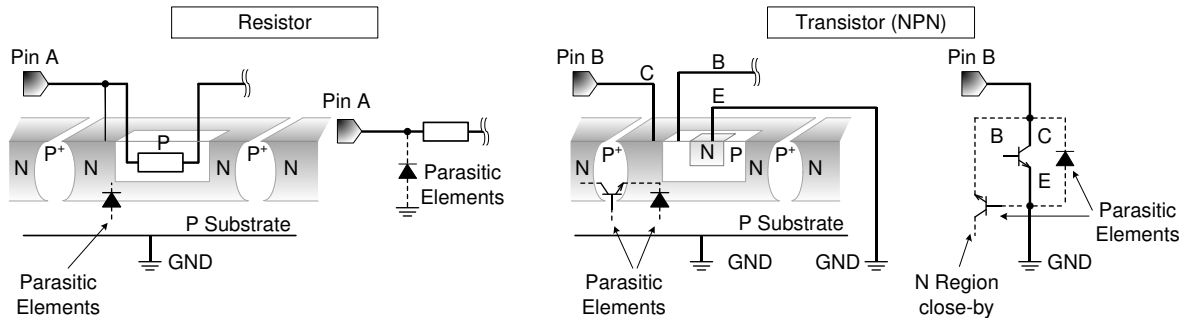 Resistor
Pin A
N
P+
N
P
P+
N
N
Parasitic
Elements
P Substrate
GND
Pin A
Parasitic
Elements
Transistor (NPN)
Pin B
C
B
E
N
P+
N
N
P
P+
N
N
P Substrate
Parasitic
Elements
GND
GND
Pin B
B
C
E
Parasitic
Elements
GND
N Region
close-by